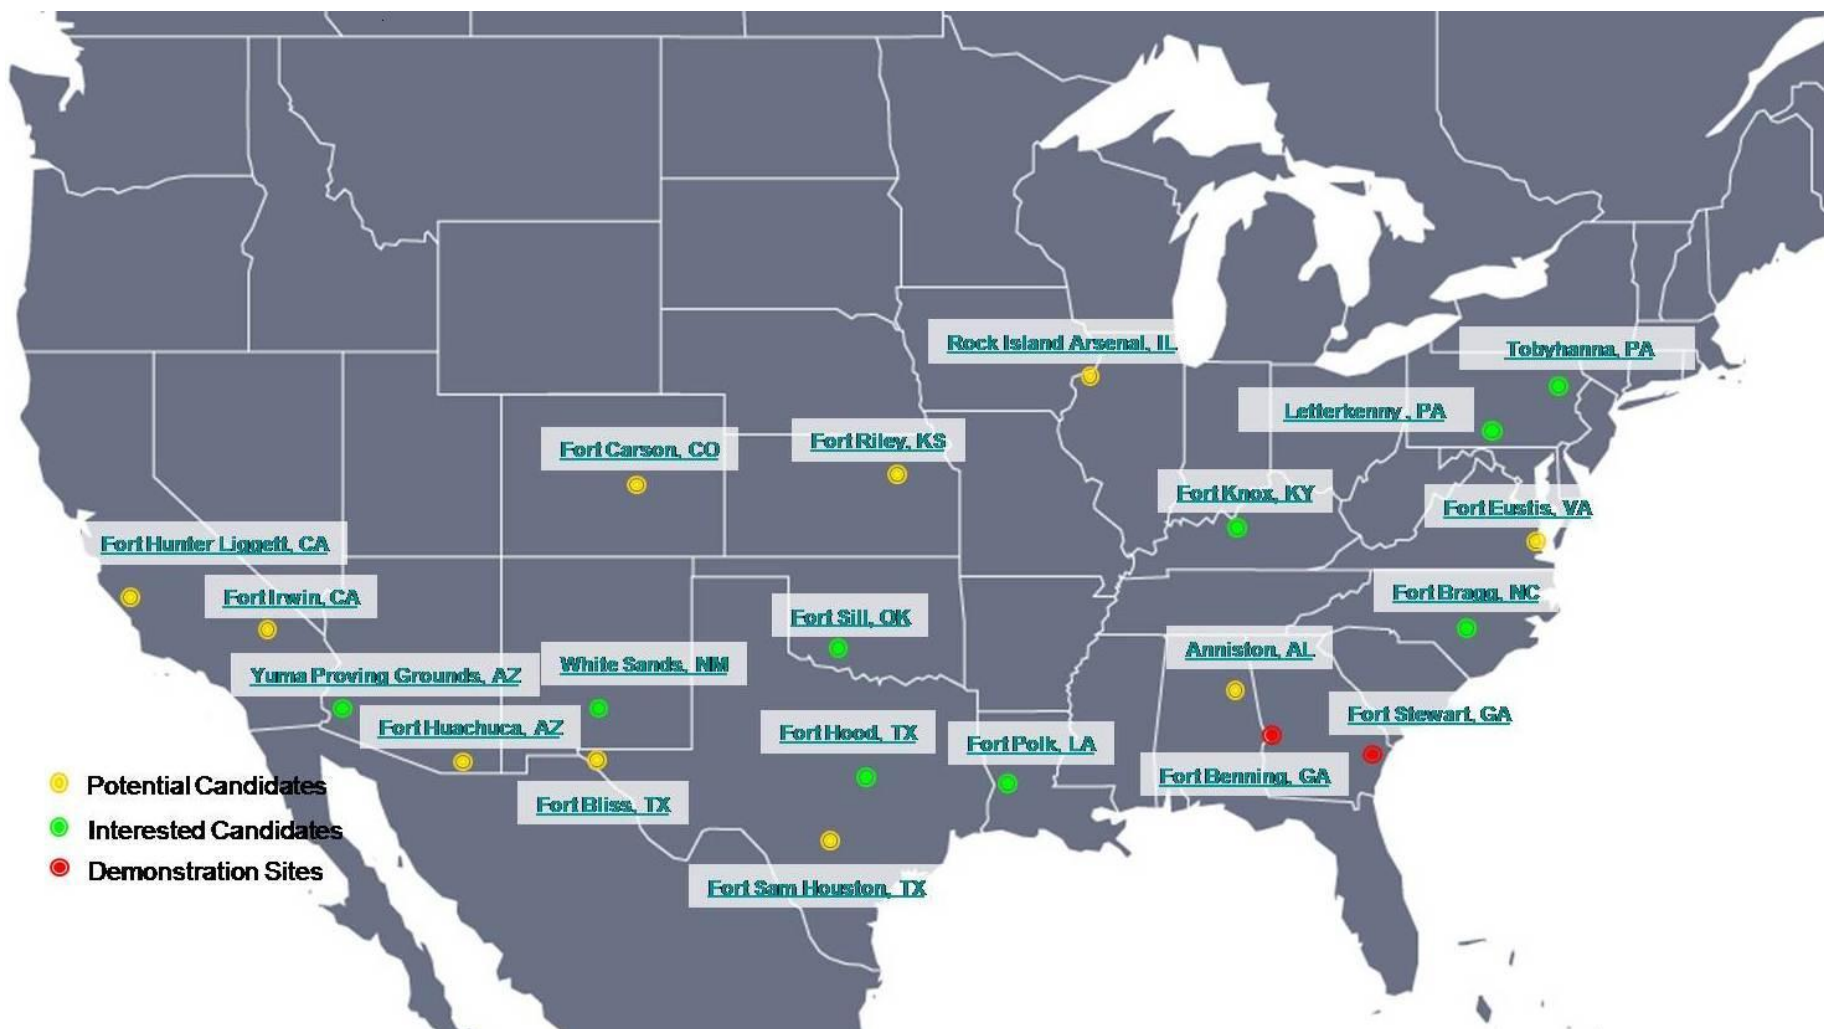 Rock Island Arsenal, IL
Tobyhanna, PA
Letterkenny, PA
Fort Riley, KS
Fort Carson, CO
Fort Knox, KY
Fort Eustis, VA
Fort Hunter Liggett, CA
Fort Irwin, CA
Fort Bragg, NC
Fort Sill, OK
Anniston, AL
White Sands, NM
Yuma Proving Grounds, AZ
Fort Stewart, GA
Fort Huachuca, AZ
Fort Hood, TX
Fort Polk, LA
Fort Benning, GA
Fort Bliss, TX
Fort Sam Houston, TX
Potential Candidates
Interested Candidates
Demonstration Sites